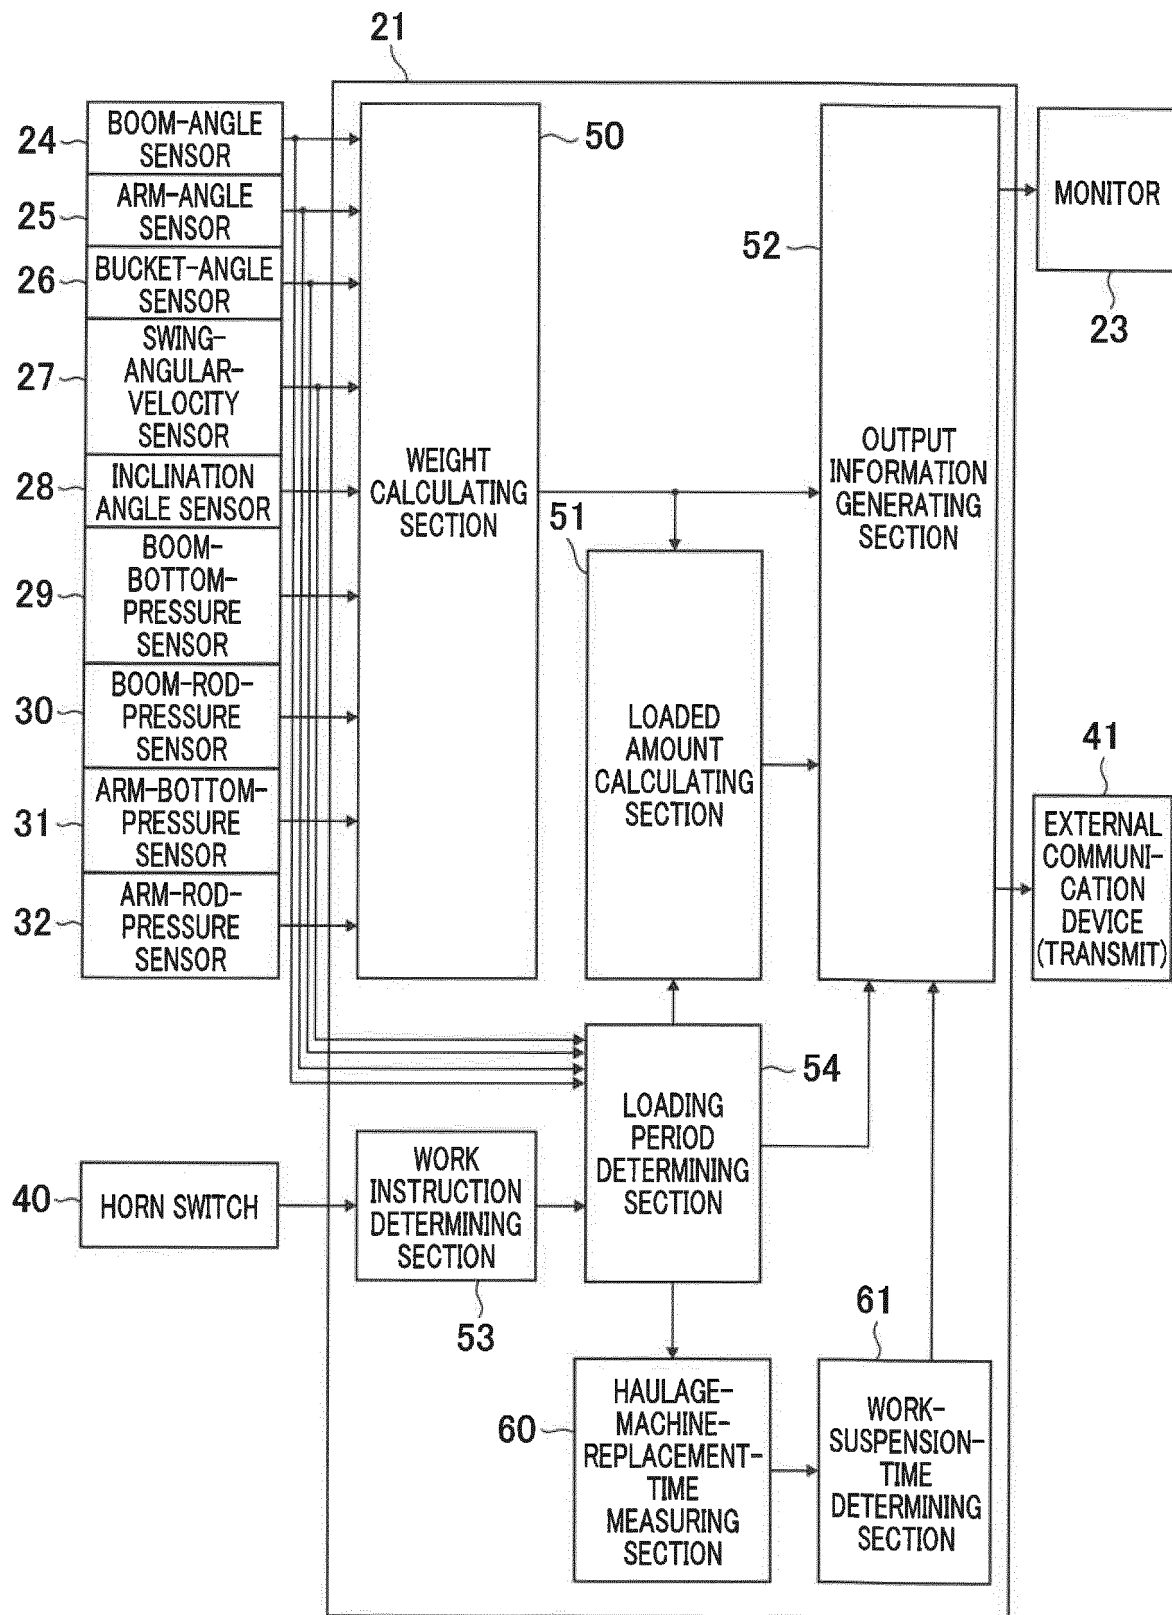 21
24
BOOM-ANGLE
SENSOR
25
ARM-ANGLE
SENSOR
26
BUCKET-ANGLE
SENSOR
27
SWING-
ANGULAR-
VELOCITY
SENSOR
28
INCLINATION
ANGLE SENSOR
29
BOOM-
BOTTOM-
PRESSURE
SENSOR
30
BOOM-ROD-
PRESSURE
SENSOR
31
ARM-BOTTOM-
PRESSURE
SENSOR
32
ARM-ROD-
PRESSURE
SENSOR
50
WEIGHT
CALCULATING
SECTION
51
LOADED
AMOUNT
CALCULATING
SECTION
52
OUTPUT
INFORMATION
GENERATING
SECTION
MONITOR
23
41
EXTERNAL
COMMUNI-
CATION
DEVICE
(TRANSMIT)
40
HORN SWITCH
WORK
INSTRUCTION
DETERMINING
SECTION
53
54
LOADING
PERIOD
DETERMINING
SECTION
60
HAULAGE-
MACHINE-
REPLACEMENT-
TIME
MEASURING
SECTION
61
WORK-
SUSPENSION-
TIME
DETERMINING
SECTION